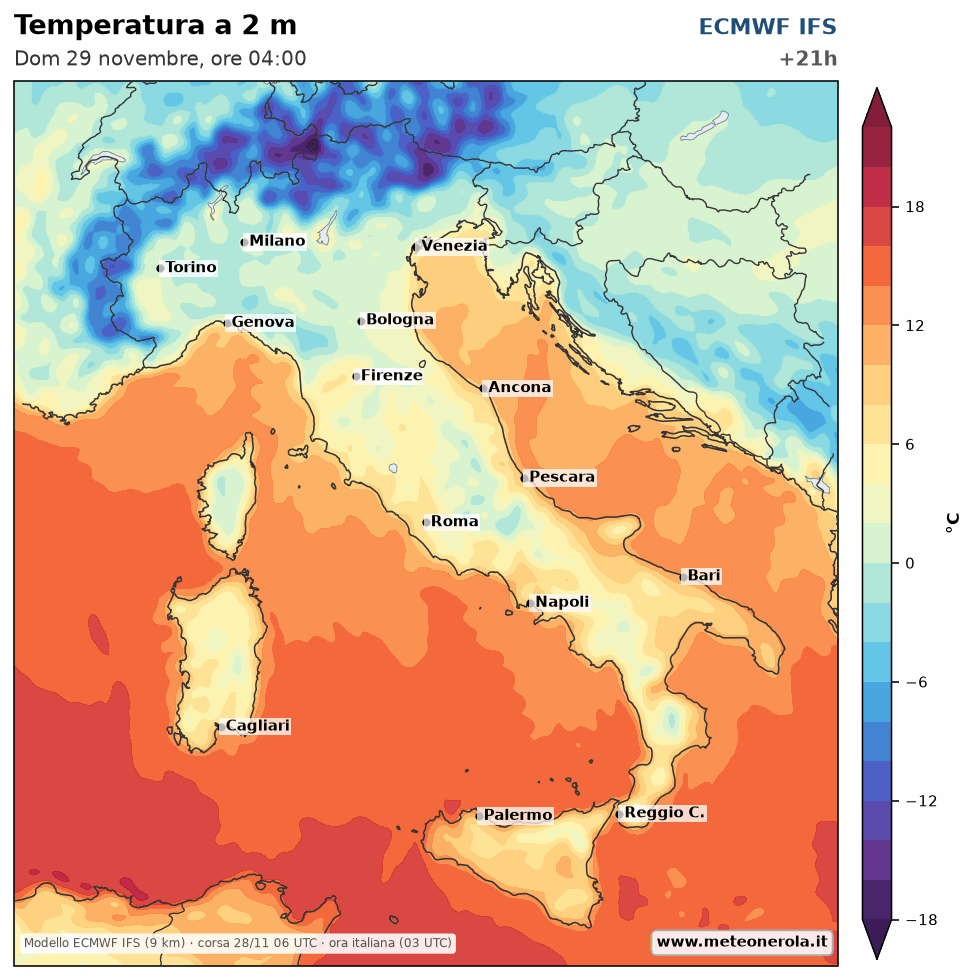 Temperatura a 2 m
ECMWF IFS
Dom 29 novembre, ore 04:00
+21h
Milano
Venezia
Torino
Genova
Bologna
Firenze
Ancona
Pescara
Roma
Bari
Napoli
Cagliari
Palermo
Reggio C.
18
12
6
0
−6
−12
−18
°C
Modello ECMWF IFS (9 km) · corsa 28/11 06 UTC · ora italiana (03 UTC)
www.meteonerola.it